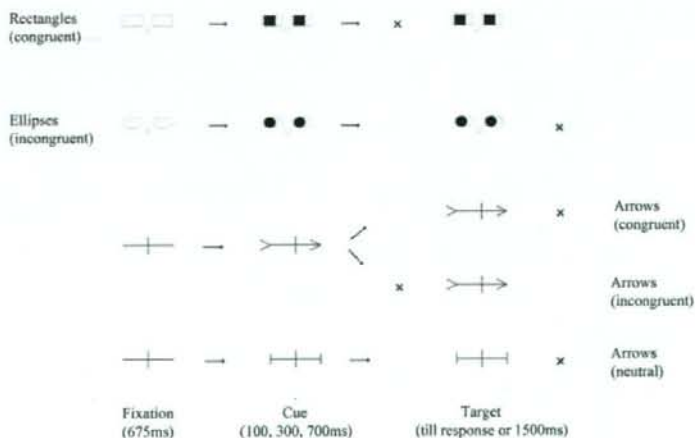 Rectangles
(congruent)
Ellipses
(incongruent)
Arrows
(congruent)
Arrows
(incongruent)
Arrows
(neutral)
Fixation
(675ms)
Cue
(100, 300, 700ms)
Target
(till response or 1500ms)